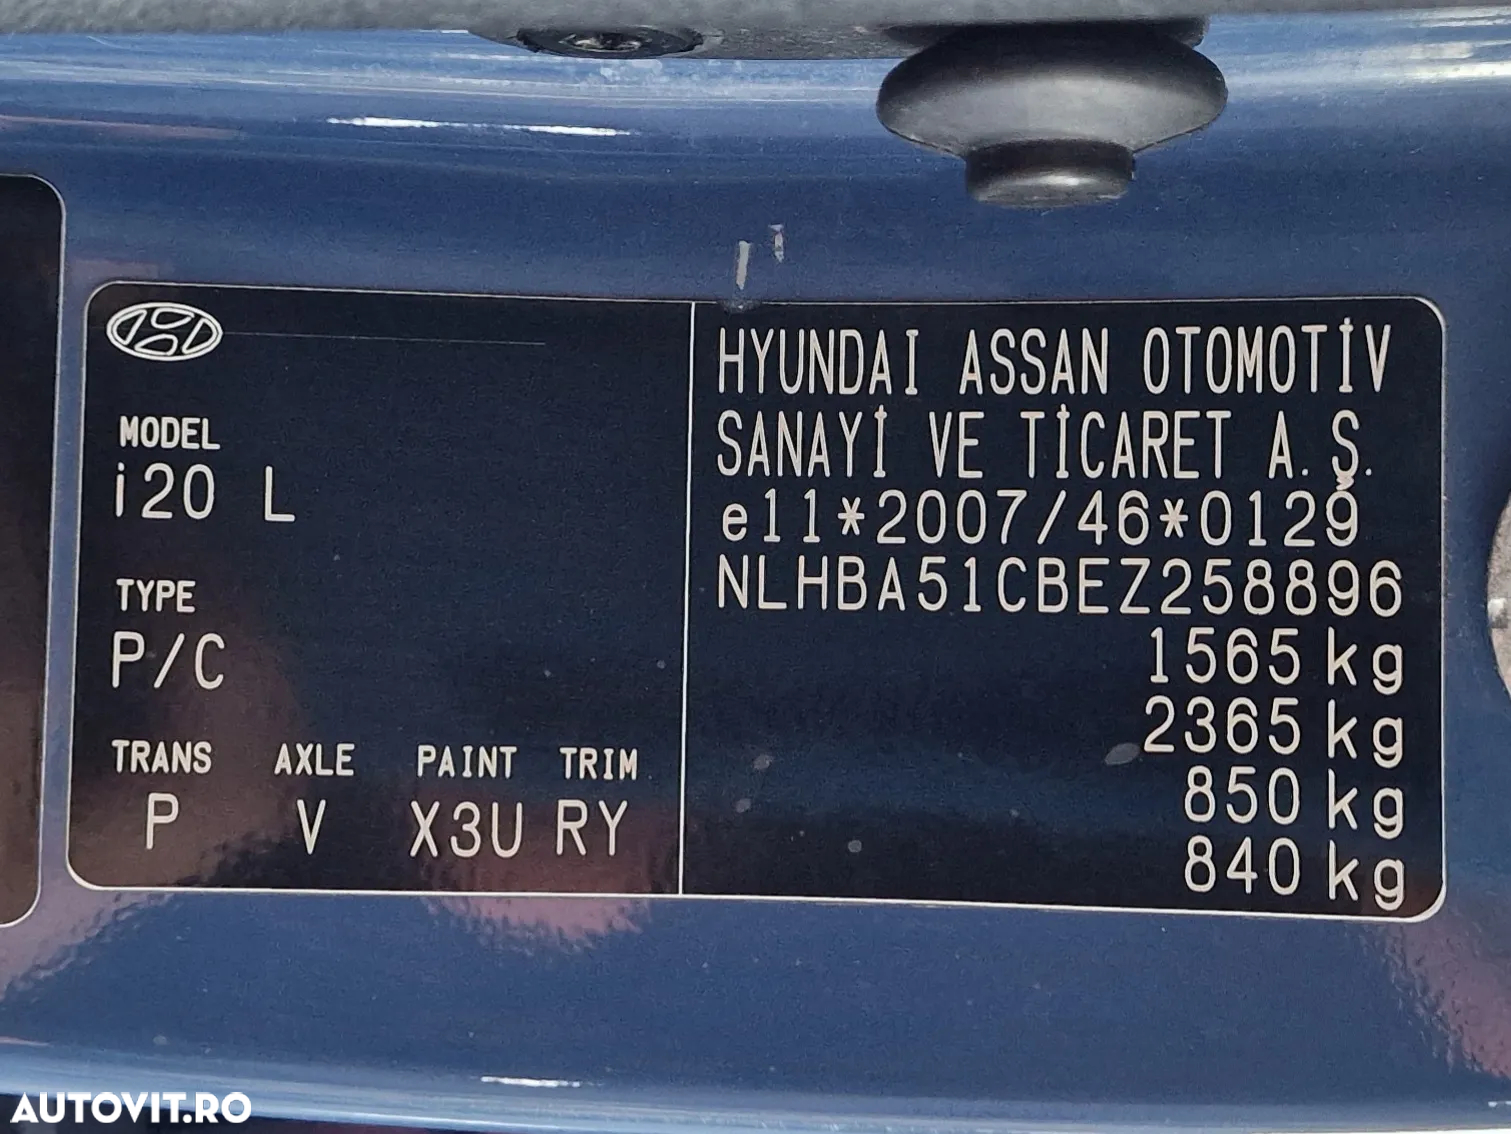 MODEL
i20 L
TYPE
P/C
TRANS AXLE PAINT TRIM
P V X3U RY
HYUNDAI ASSAN OTOMOTİV
SANAYİ VE TİCARET A.Ş.
e11*2007/46*0129
NLHBA51CBEZ258896
1565 kg
2365 kg
850 kg
840 kg
AUTOVIT.RO